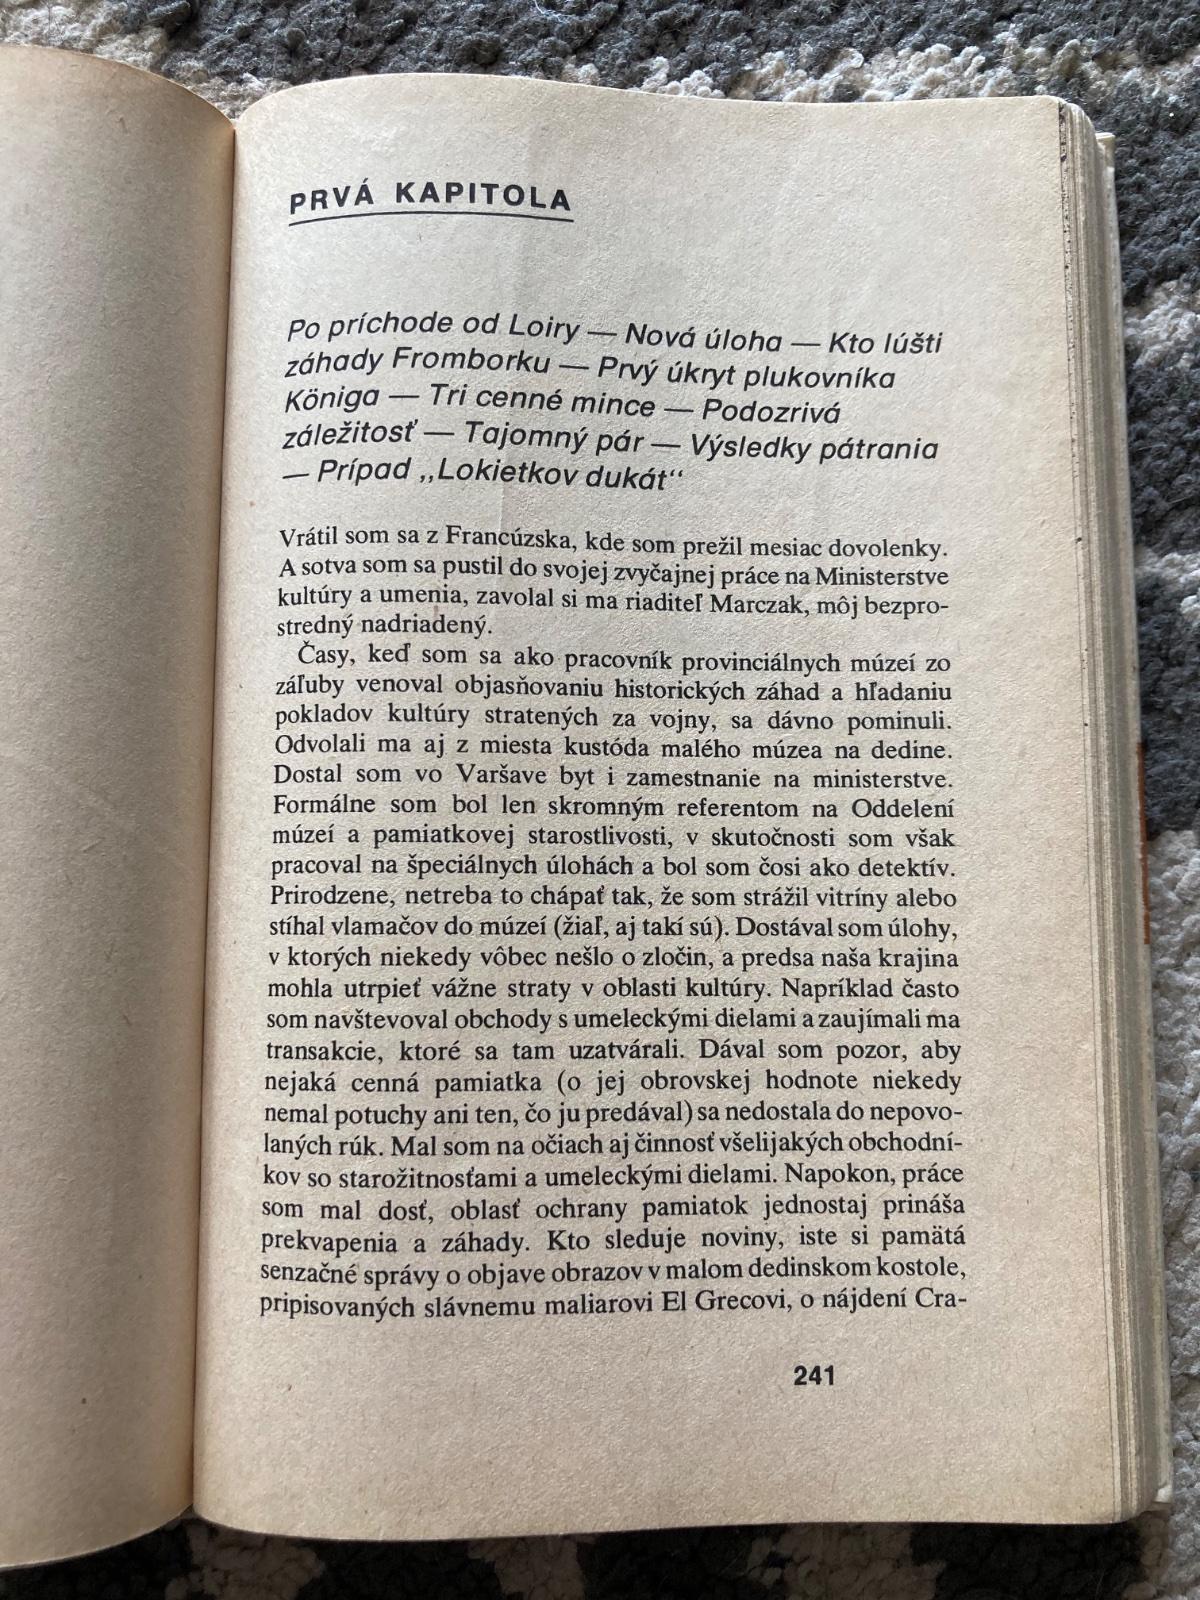 PRVÁ KAPITOLA
Po príchode od Loiry — Nová úloha — Kto lúšti
záhady Fromborku — Prvý úkryt plukovníka
Königa — Tri cenné mince — Podozrivá
záležitosť — Tajomný pár — Výsledky pátrania
— Prípad „Lokietkov dukát“
Vrátil som sa z Francúzska, kde som prežil mesiac dovolenky.
A sotva som sa pustil do svojej zvyčajnej práce na Ministerstve
kultúry a umenia, zavolal si ma riaditeľ Marczak, môj bezpro-
stredný nadriadený.
Časy, keď som sa ako pracovník provinciálnych múzeí zo
záľuby venoval objasňovaniu historických záhad a hľadaniu
pokladov kultúry stratených za vojny, sa dávno pominuli.
Odvolali ma aj z miesta kustóda malého múzea na dedine.
Dostal som vo Varšave byt i zamestnanie na ministerstve.
Formálne som bol len skromným referentom na Oddelení
múzeí a pamiatkovej starostlivosti, v skutočnosti som však
pracoval na špeciálnych úlohách a bol som čosi ako detektív.
Prirodzene, netreba to chápať tak, že som strážil vitríny alebo
stíhal vlamačov do múzeí (žiaľ, aj takí sú). Dostával som úlohy,
v ktorých niekedy vôbec nešlo o zločin, a predsa naša krajina
mohla utrpieť vážne straty v oblasti kultúry. Napríklad často
som navštevoval obchody s umeleckými dielami a zaujímali ma
transakcie, ktoré sa tam uzatvárali. Dával som pozor, aby
nejaká cenná pamiatka (o jej obrovskej hodnote niekedy
nemal potuchy ani ten, čo ju predával) sa nedostala do nepovo-
laných rúk. Mal som na očiach aj činnosť všelijakých obchodní-
kov so starožitnosťami a umeleckými dielami. Napokon, práce
som mal dosť, oblasť ochrany pamiatok jednostaj prináša
prekvapenia a záhady. Kto sleduje noviny, iste si pamätá
senzačné správy o objave obrazov v malom dedinskom kostole,
pripisovaných slávnemu maliarovi El Grecovi, o nájdení Cra-
241